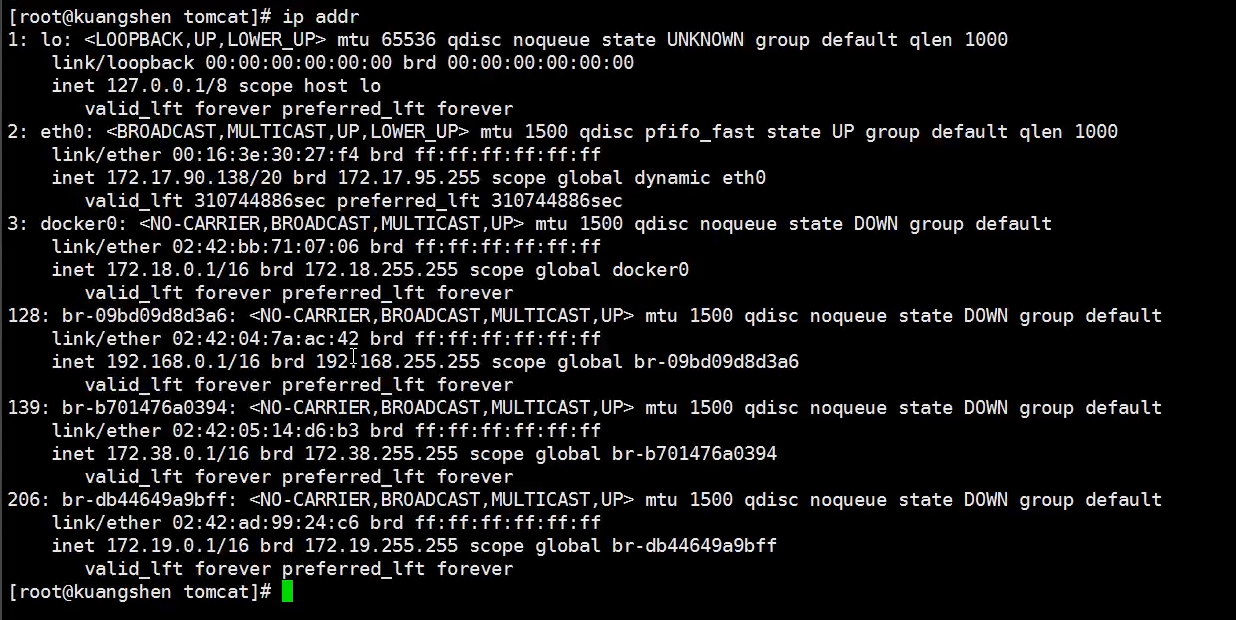 [root@kuangshen tomcat]# ip addr
1: lo: <LOOPBACK,UP,LOWER_UP> mtu 65536 qdisc noqueue state UNKNOWN group default qlen 1000
    link/loopback 00:00:00:00:00:00 brd 00:00:00:00:00:00
    inet 127.0.0.1/8 scope host lo
       valid_lft forever preferred_lft forever
2: eth0: <BROADCAST,MULTICAST,UP,LOWER_UP> mtu 1500 qdisc pfifo_fast state UP group default qlen 1000
    link/ether 00:16:3e:30:27:f4 brd ff:ff:ff:ff:ff:ff
    inet 172.17.90.138/20 brd 172.17.95.255 scope global dynamic eth0
       valid_lft 310744886sec preferred_lft 310744886sec
3: docker0: <NO-CARRIER,BROADCAST,MULTICAST,UP> mtu 1500 qdisc noqueue state DOWN group default
    link/ether 02:42:bb:71:07:06 brd ff:ff:ff:ff:ff:ff
    inet 172.18.0.1/16 brd 172.18.255.255 scope global docker0
       valid_lft forever preferred_lft forever
128: br-09bd09d8d3a6: <NO-CARRIER,BROADCAST,MULTICAST,UP> mtu 1500 qdisc noqueue state DOWN group default
    link/ether 02:42:04:7a:ac:42 brd ff:ff:ff:ff:ff:ff
    inet 192.168.0.1/16 brd 192.168.255.255 scope global br-09bd09d8d3a6
       valid_lft forever preferred_lft forever
139: br-b701476a0394: <NO-CARRIER,BROADCAST,MULTICAST,UP> mtu 1500 qdisc noqueue state DOWN group default
    link/ether 02:42:05:14:d6:b3 brd ff:ff:ff:ff:ff:ff
    inet 172.38.0.1/16 brd 172.38.255.255 scope global br-b701476a0394
       valid_lft forever preferred_lft forever
206: br-db44649a9bff: <NO-CARRIER,BROADCAST,MULTICAST,UP> mtu 1500 qdisc noqueue state DOWN group default
    link/ether 02:42:ad:99:24:c6 brd ff:ff:ff:ff:ff:ff
    inet 172.19.0.1/16 brd 172.19.255.255 scope global br-db44649a9bff
       valid_lft forever preferred_lft forever
[root@kuangshen tomcat]#